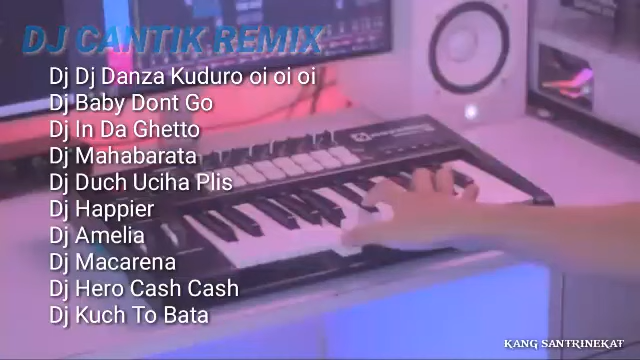 DJ CANTIK REMIX
Dj Dj Danza Kuduro oi oi oi
Dj Baby Dont Go
Dj In Da Ghetto
Dj Mahabarata
Dj Duch Uciha Plis
Dj Happier
Dj Amelia
Dj Macarena
Dj Hero Cash Cash
Dj Kuch To Bata
KANG SANTRINEKAT